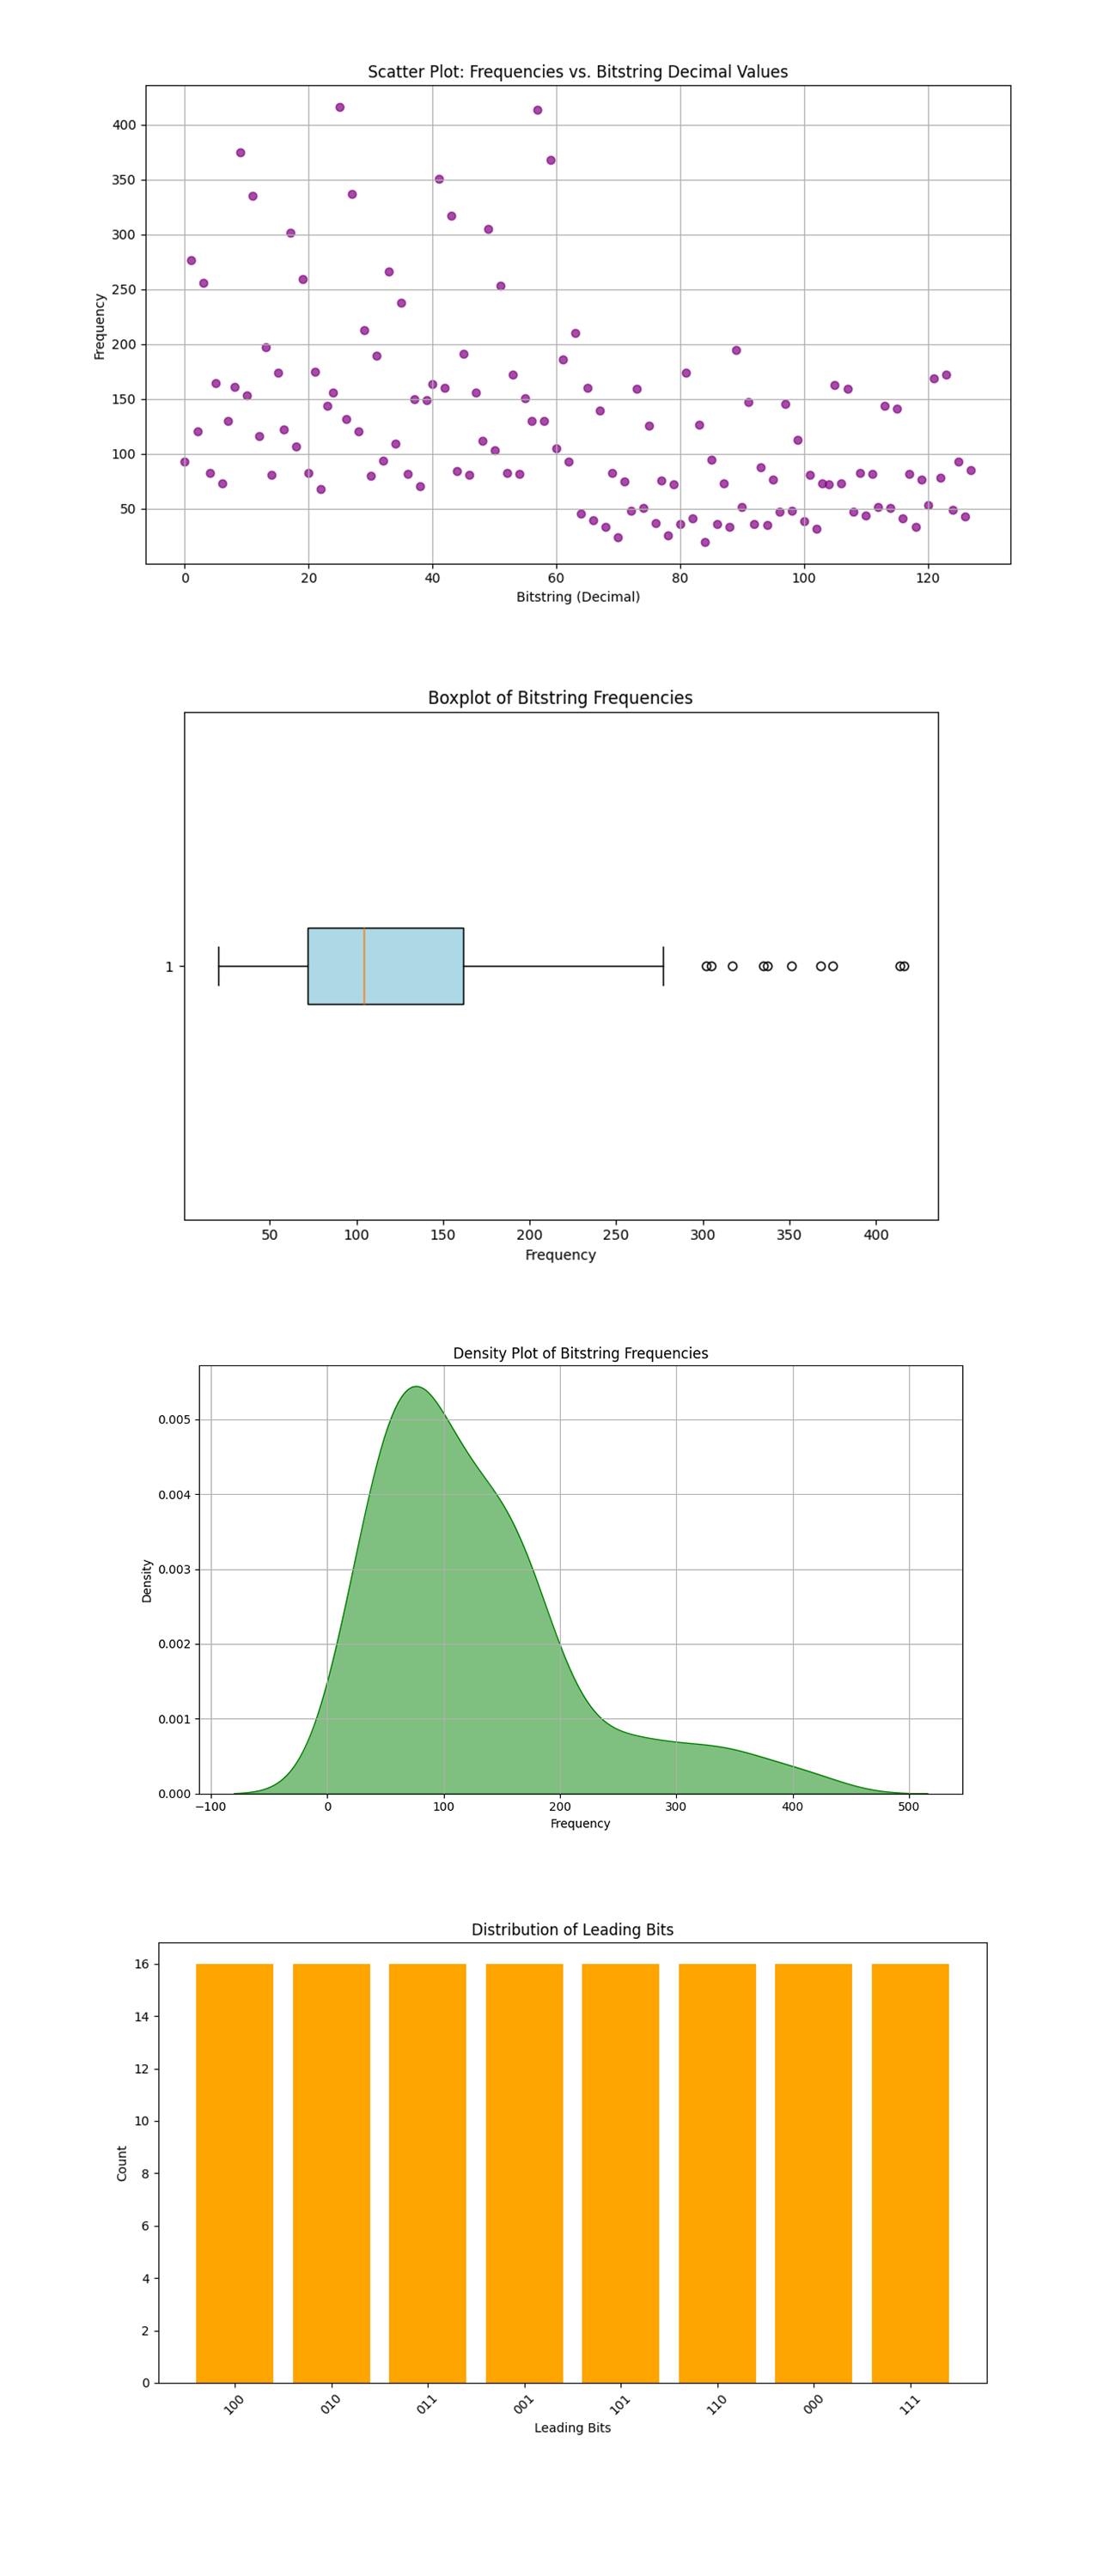 Scatter Plot: Frequencies vs. Bitstring Decimal Values
400
350
300
250
200
150
100
50
Frequency
0 20 40 60 80 100 120
Bitstring (Decimal)
Boxplot of Bitstring Frequencies
1
50 100 150 200 250 300 350 400
Frequency
Density Plot of Bitstring Frequencies
0.005
0.004
0.003
0.002
0.001
0.000
Density
−100 0 100 200 300 400 500
Frequency
Distribution of Leading Bits
16
14
12
10
8
6
4
2
0
Count
100 010 011 001 101 110 000 111
Leading Bits